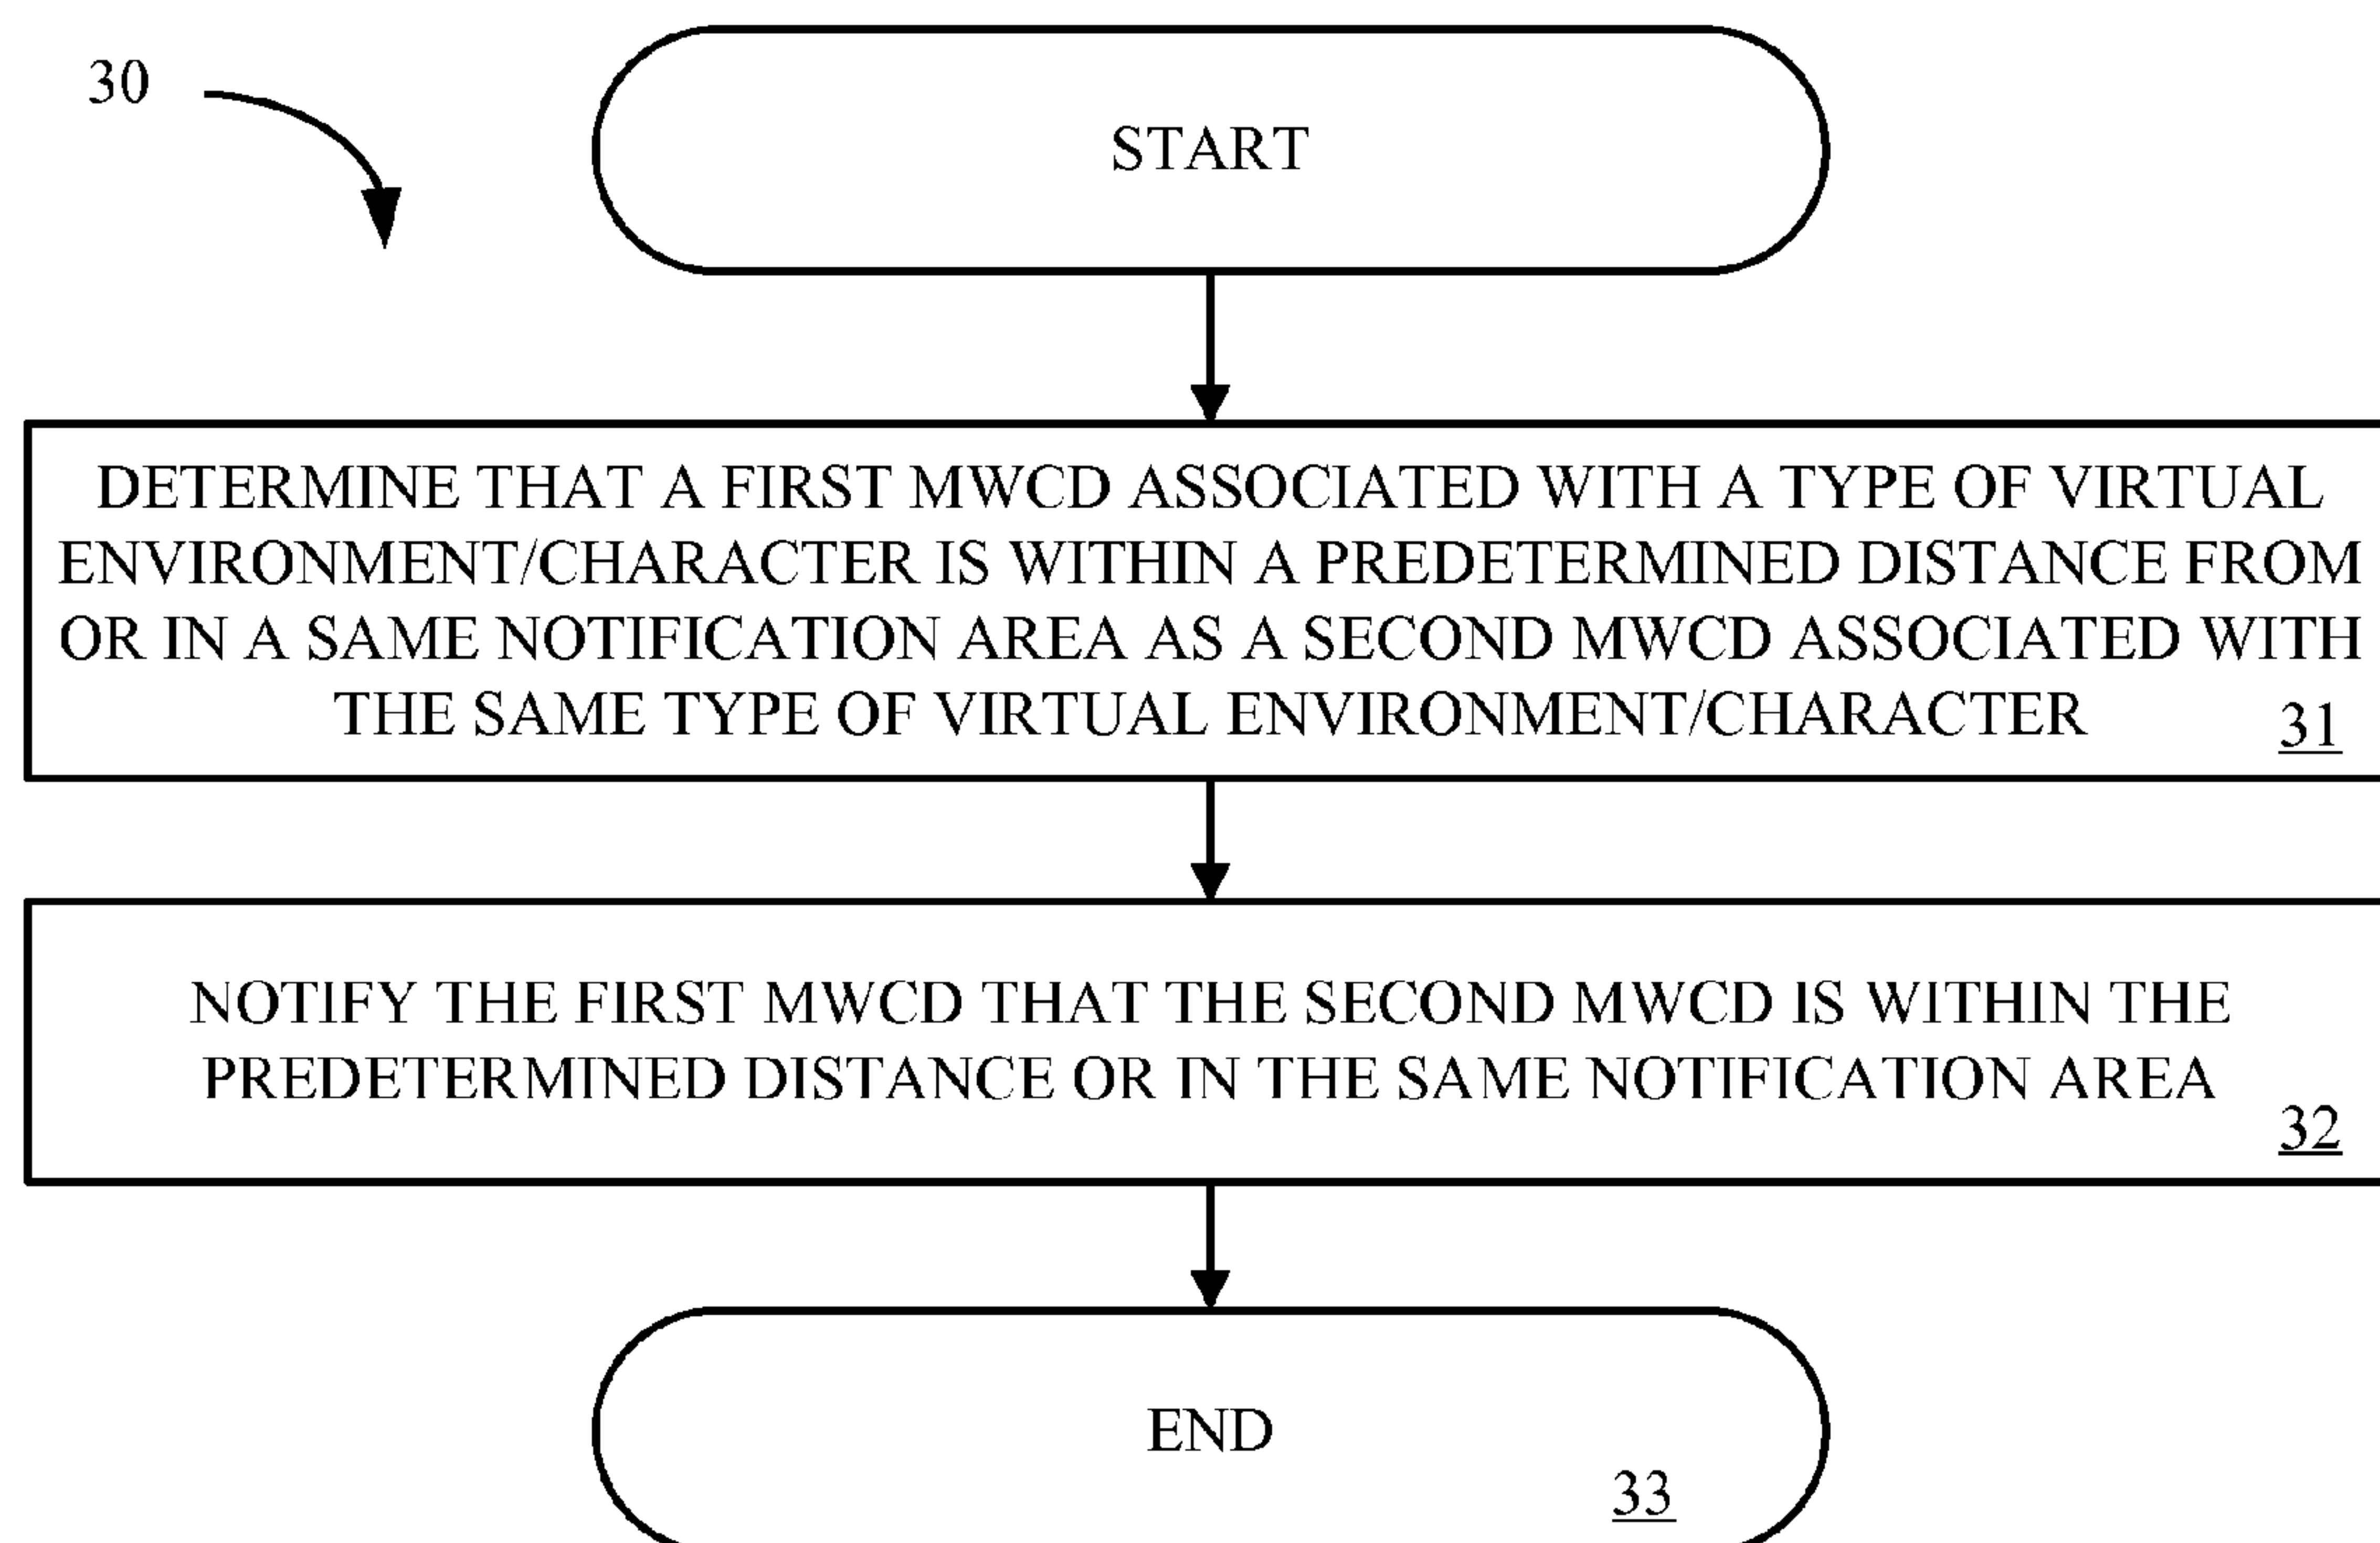 30
START
DETERMINE THAT A FIRST MWCD ASSOCIATED WITH A TYPE OF VIRTUAL
ENVIRONMENT/CHARACTER IS WITHIN A PREDETERMINED DISTANCE FROM
OR IN A SAME NOTIFICATION AREA AS A SECOND MWCD ASSOCIATED WITH
THE SAME TYPE OF VIRTUAL ENVIRONMENT/CHARACTER
31
NOTIFY THE FIRST MWCD THAT THE SECOND MWCD IS WITHIN THE
PREDETERMINED DISTANCE OR IN THE SAME NOTIFICATION AREA
32
END
33